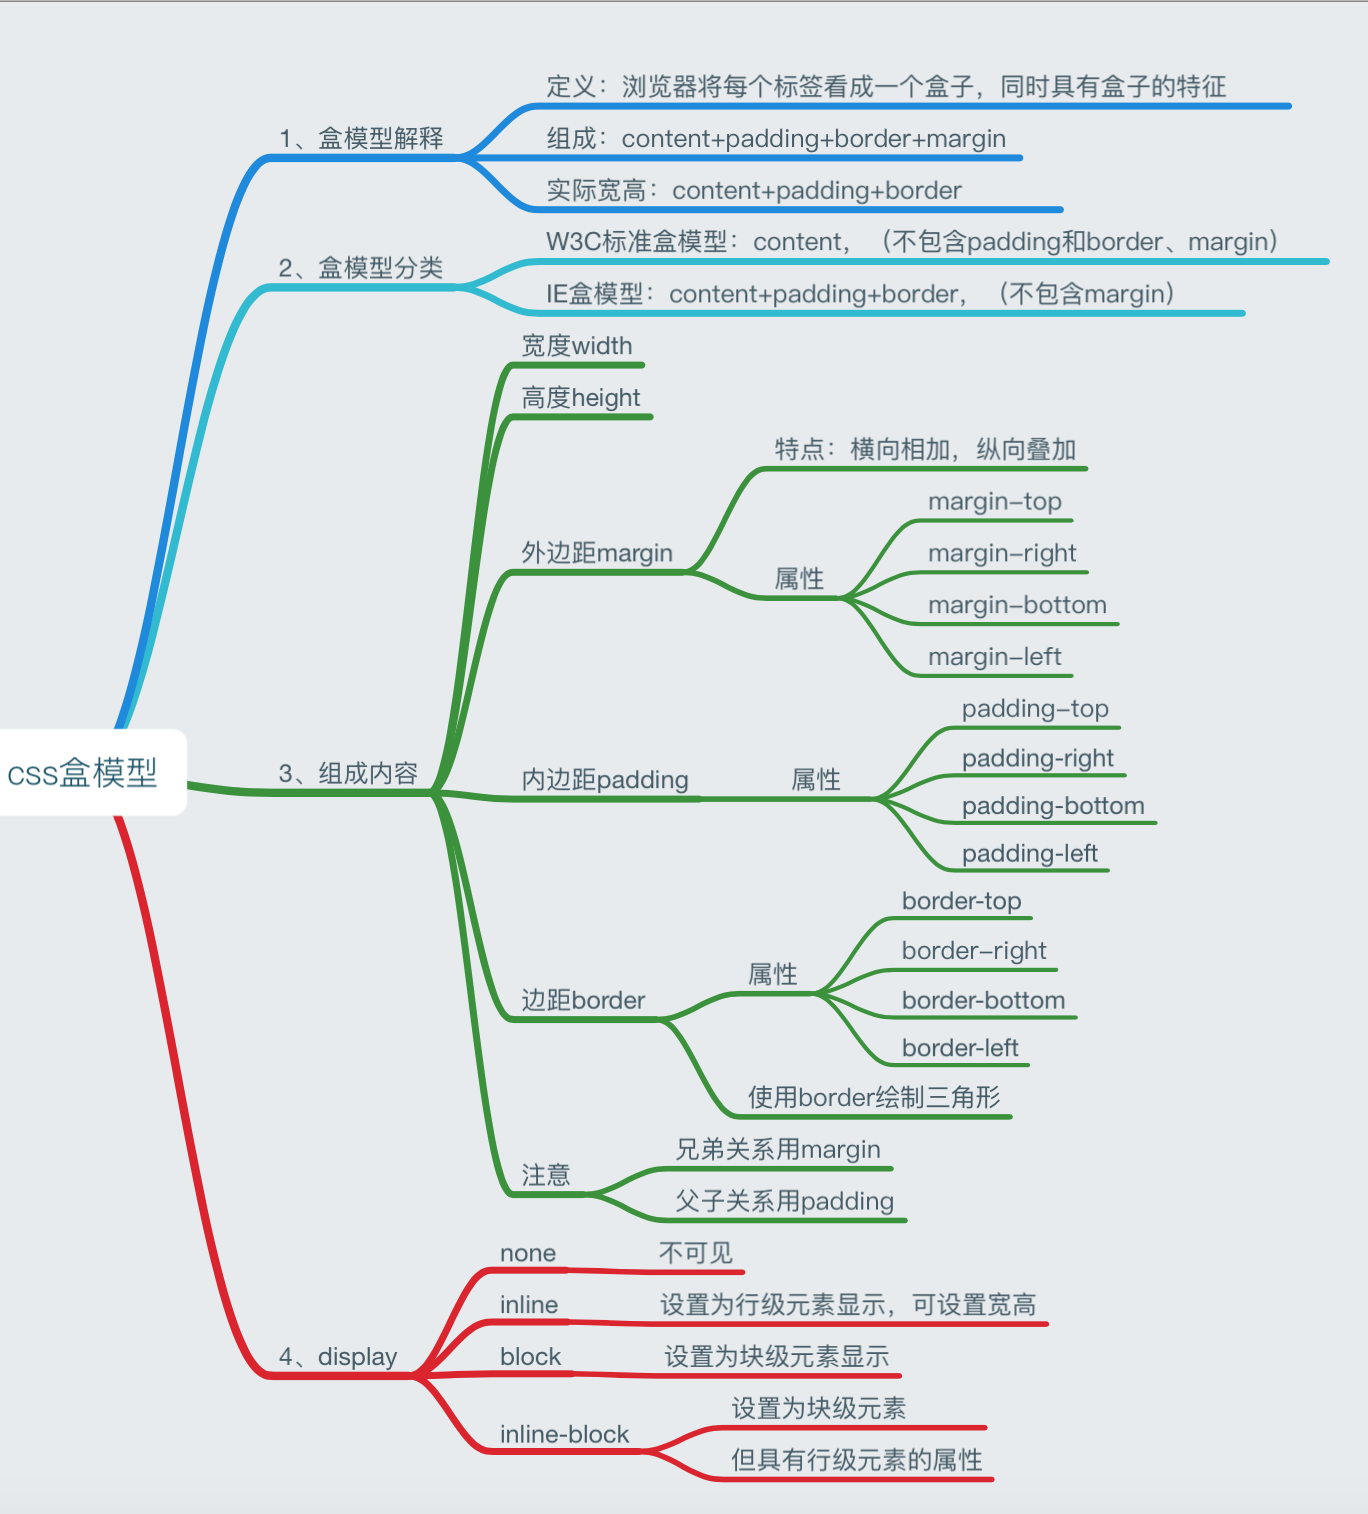 css盒模型
1、盒模型解释
定义：浏览器将每个标签看成一个盒子，同时具有盒子的特征
组成：content+padding+border+margin
实际宽高：content+padding+border
2、盒模型分类
W3C标准盒模型：content，（不包含padding和border、margin）
IE盒模型：content+padding+border，（不包含margin）
3、组成内容
宽度width
高度height
外边距margin
特点：横向相加，纵向叠加
属性
margin–top
margin–right
margin–bottom
margin–left
内边距padding
属性
padding–top
padding-right
padding-bottom
padding-left
边距border
属性
border-top
border–right
border-bottom
border-left
使用border绘制三角形
注意
兄弟关系用margin
父子关系用padding
4、display
none
不可见
inline
设置为行级元素显示，可设置宽高
block
设置为块级元素显示
inline-block
设置为块级元素
但具有行级元素的属性